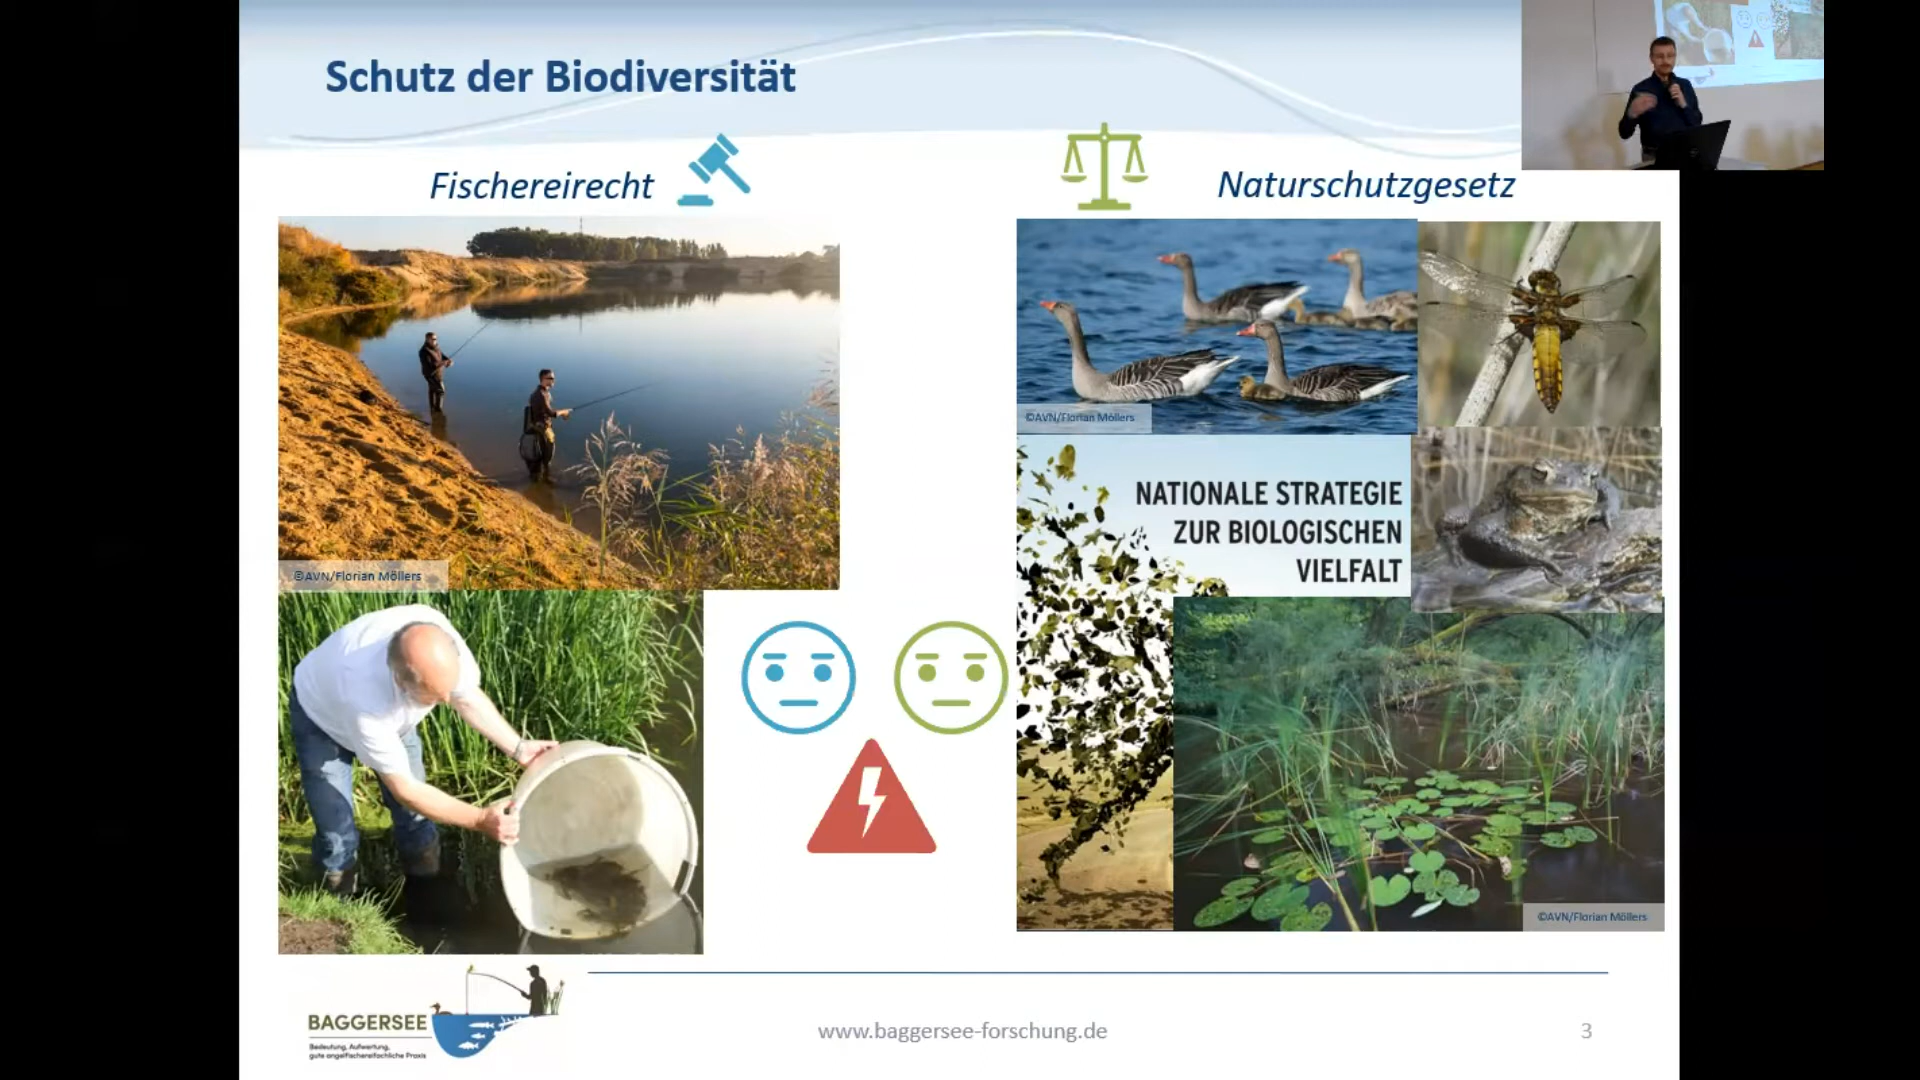 Schutz der Biodiversität
Fischereirecht
Naturschutzgesetz
©AVN/Florian Möllers
©AVN/Florian Möllers
NATIONALE STRATEGIE
ZUR BIOLOGISCHEN
VIELFALT
©AVN/Florian Möllers
BAGGERSEE
Bedeutung, Aufwertung,
gute angelfischereifachliche Praxis
www.baggersee-forschung.de
3